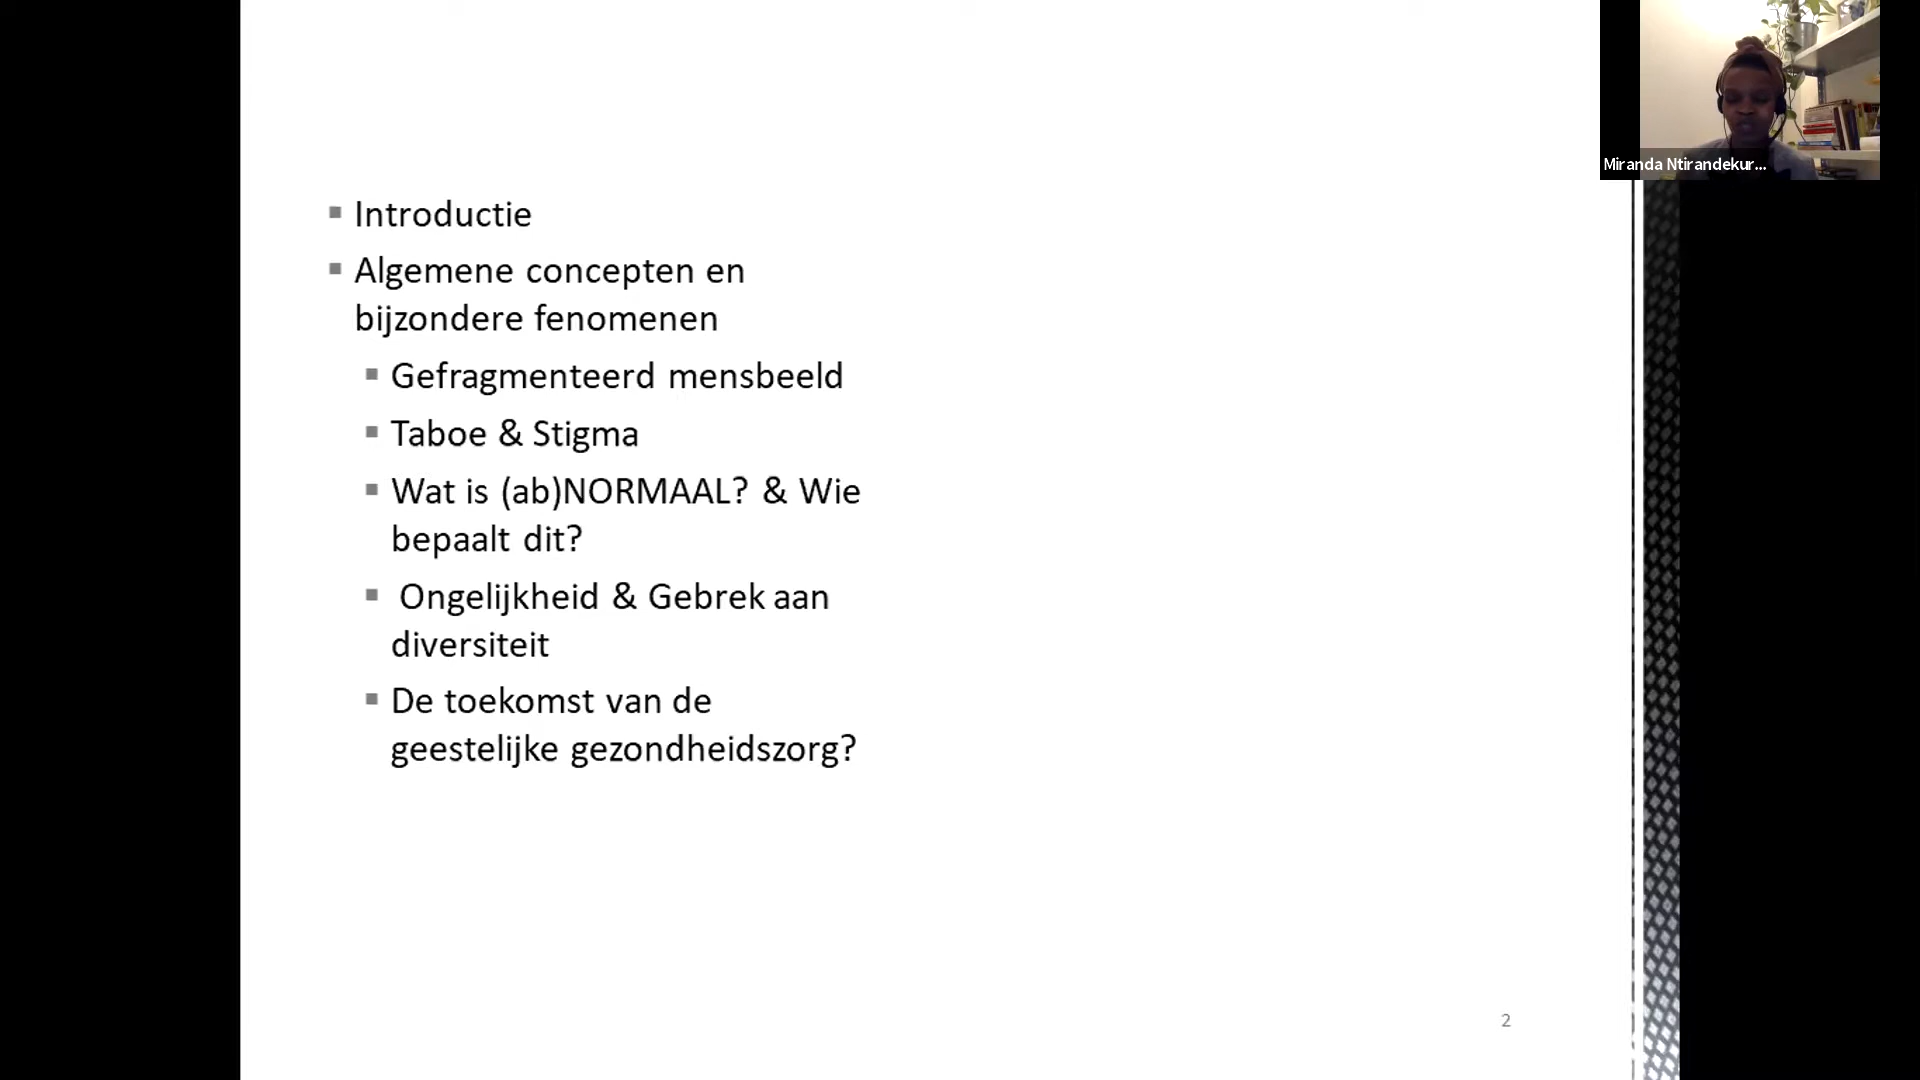 Miranda Ntirandekur...
Introductie
Algemene concepten en
bijzondere fenomenen
Gefragmenteerd mensbeeld
Taboe & Stigma
Wat is (ab)NORMAAL? & Wie
bepaalt dit?
Ongelijkheid & Gebrek aan
diversiteit
De toekomst van de
geestelijke gezondheidszorg?
2